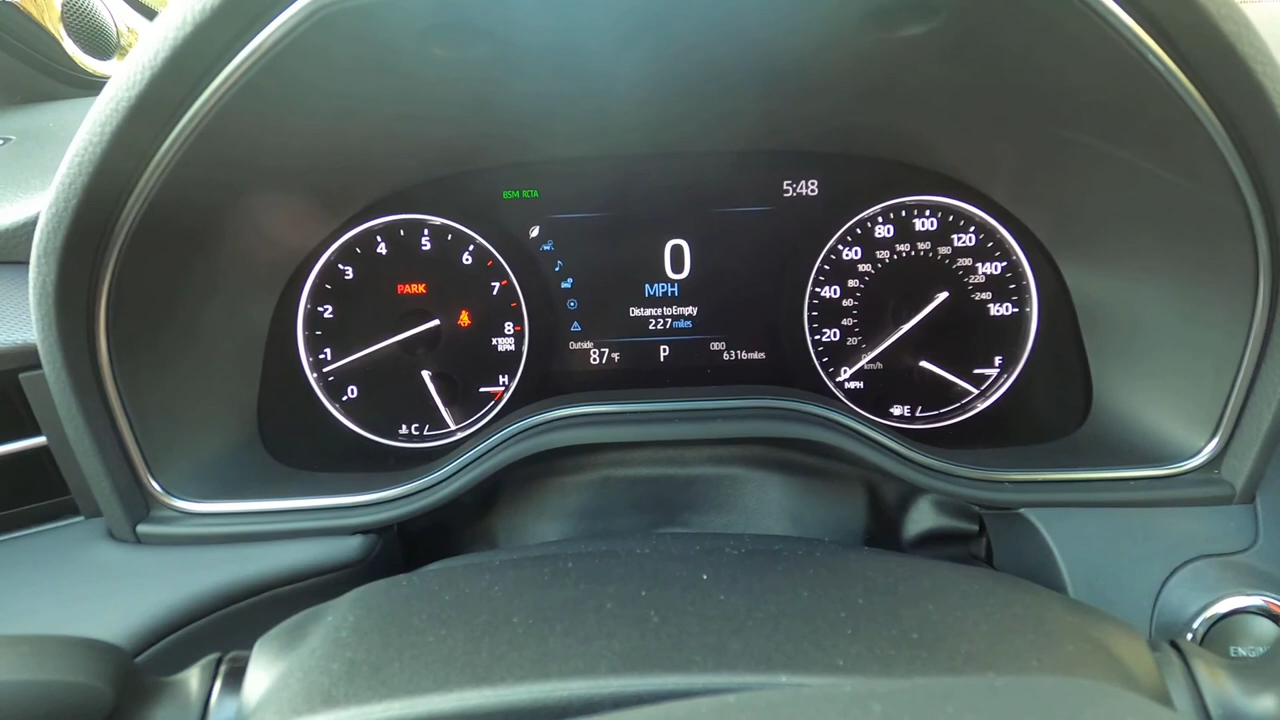 BSM RCTA
5:48
4
5
6
3
7
2
8
X1000
RPM
1
0
PARK
H
C
0
MPH
Distance to Empty
227 miles
Outside
87°F
P
ODO
6316 miles
0
20
40
60
80
100
120
140
160
MPH
20
40
60
80
100
120
140
160
180
200
220
240
km/h
F
E
ENGIN